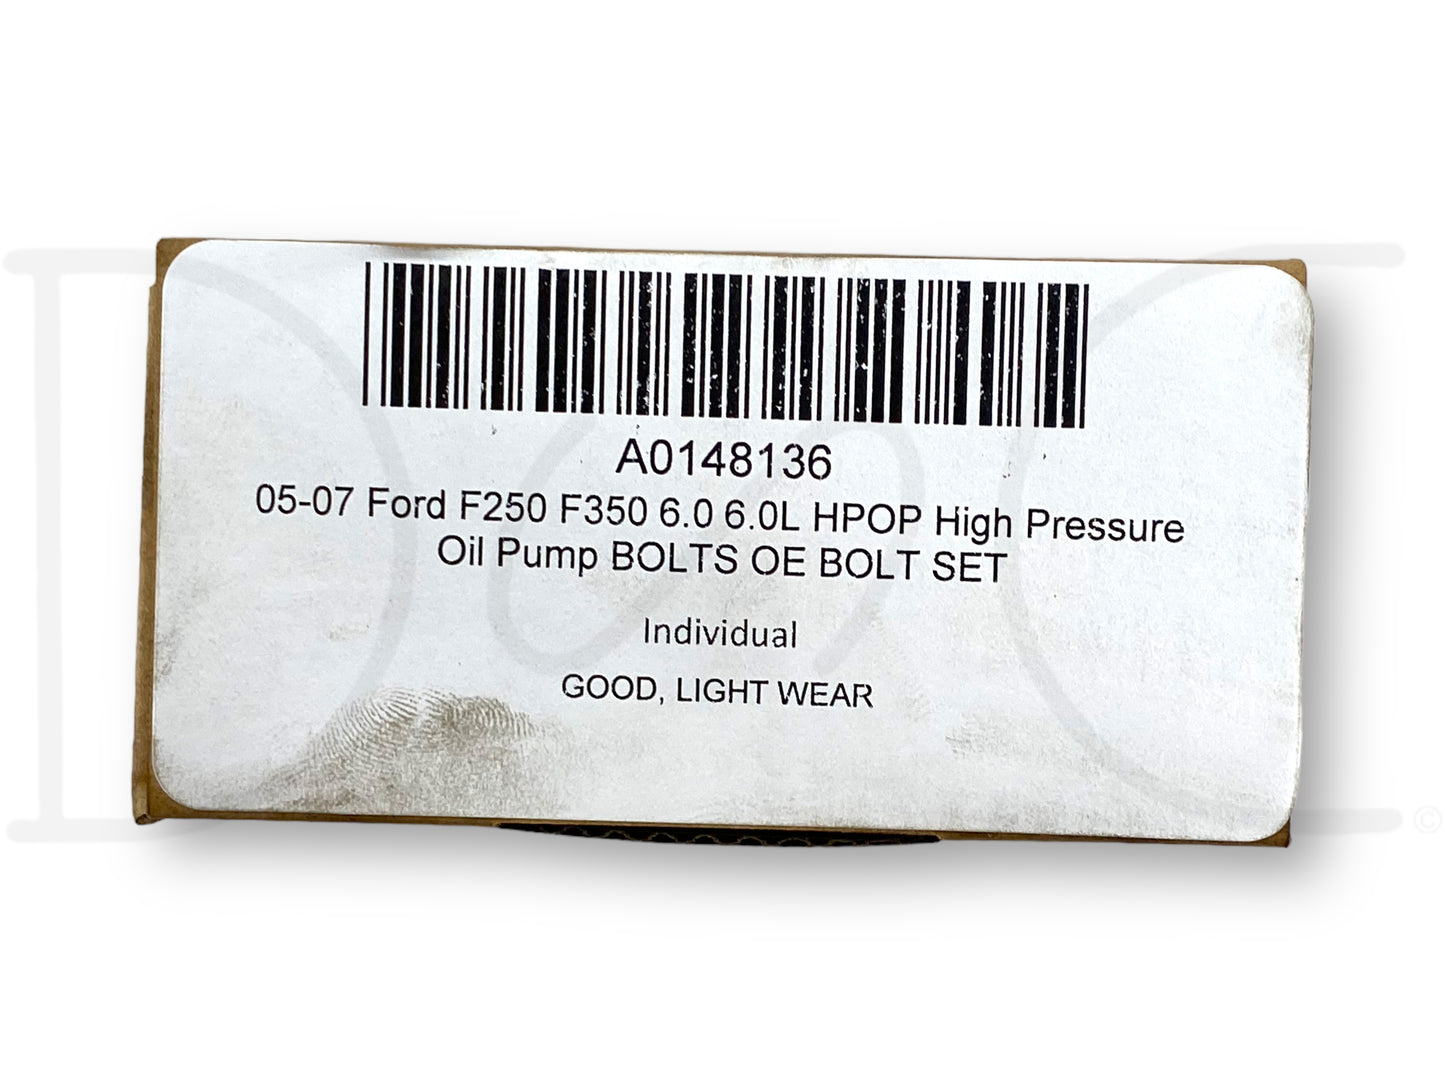 A0148136
05-07 Ford F250 F350 6.0 6.0L HPOP High Pressure
Oil Pump BOLTS OE BOLT SET
Individual
GOOD, LIGHT WEAR
©